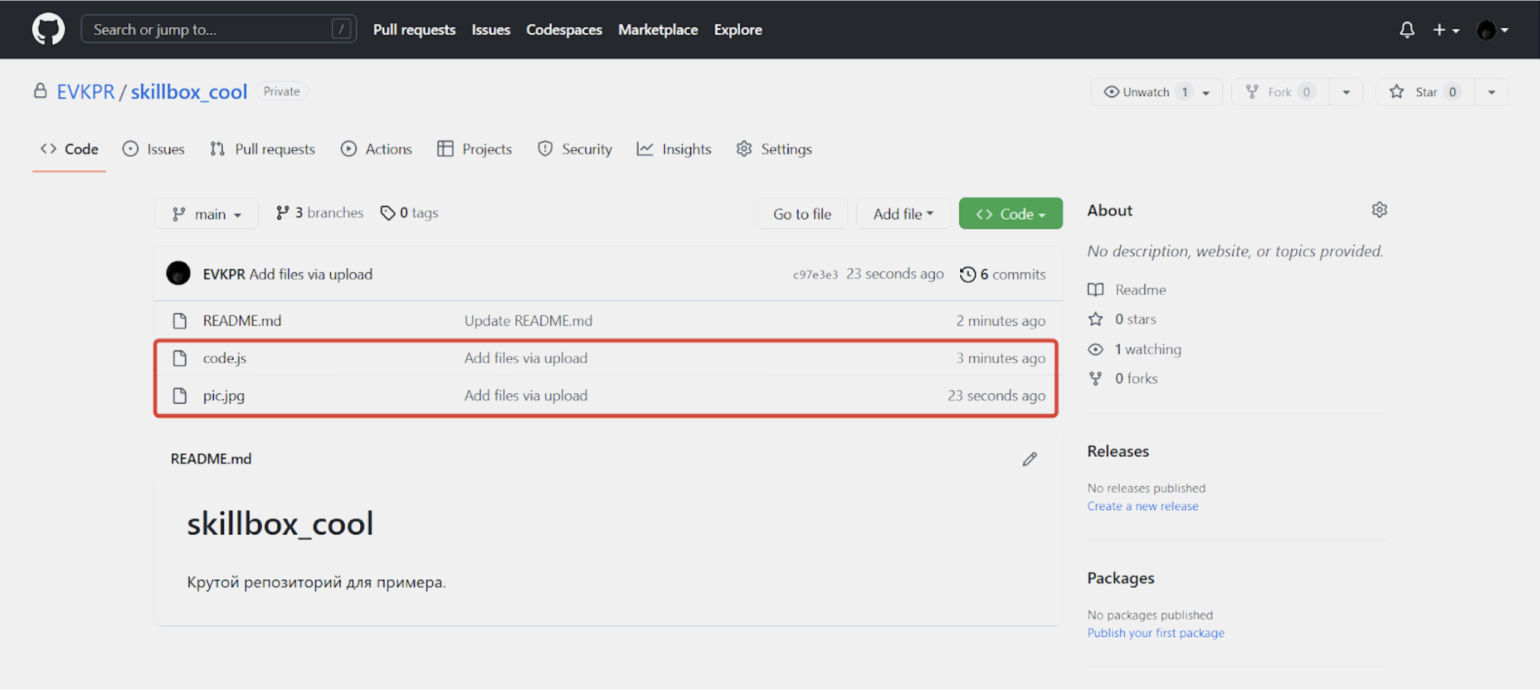 Search or jump to... / Pull requests Issues Codespaces Marketplace Explore
EVKPR / skillbox_cool Private Unwatch 1 Fork 0 Star 0
Code Issues Pull requests Actions Projects Security Insights Settings
main 3 branches 0 tags Go to file Add file Code
EVKPR Add files via upload c97e3e3 23 seconds ago 6 commits
README.md Update README.md 2 minutes ago
code.js Add files via upload 3 minutes ago
pic.jpg Add files via upload 23 seconds ago
README.md
skillbox_cool
Крутой репозиторий для примера.
About
No description, website, or topics provided.
Readme
0 stars
1 watching
0 forks
Releases
No releases published
Create a new release
Packages
No packages published
Publish your first package